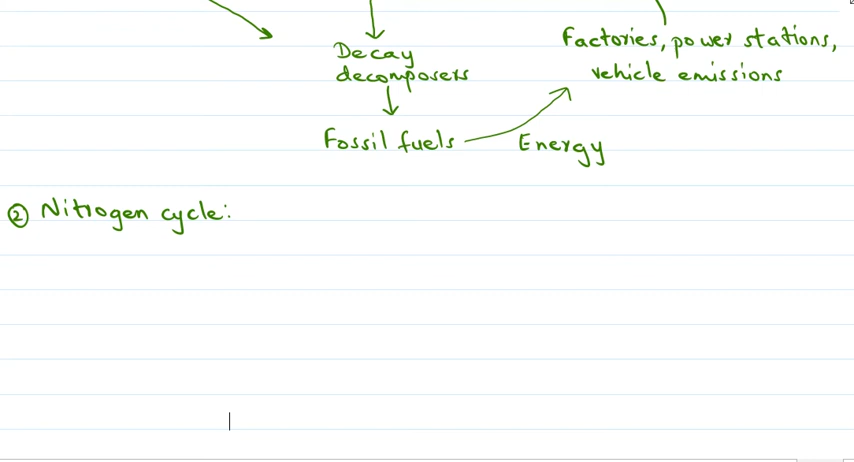 Decay
decomposers
Factories, power stations,
vehicle emissions
Fossil fuels
Energy
② Nitrogen cycle: